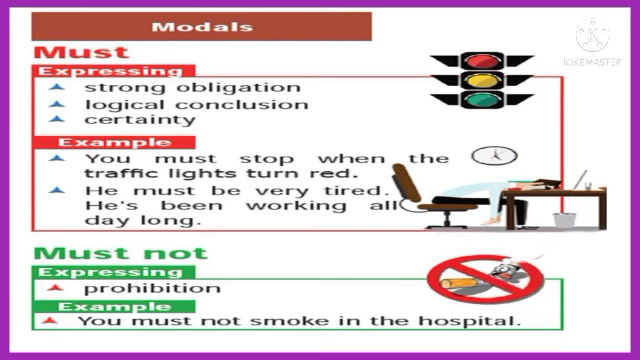 Modals
KINEMASTER
Must
Expressing
strong obligation
logical conclusion
certainty
Example
You must stop when the
traffic lights turn red.
He must be very tired.
He's been working all
day long.
Must not
Expressing
prohibition
Example
You must not smoke in the hospital.